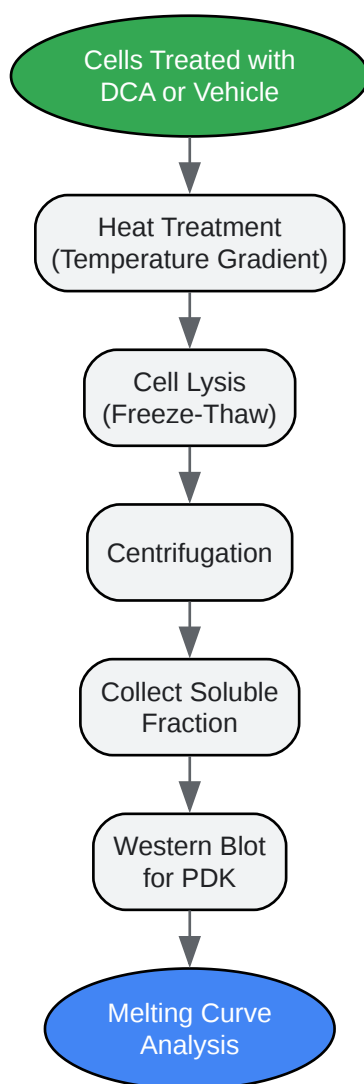 Cells Treated with
DCA or Vehicle
Heat Treatment
(Temperature Gradient)
Cell Lysis
(Freeze-Thaw)
Centrifugation
Collect Soluble
Fraction
Western Blot
for PDK
Melting Curve
Analysis